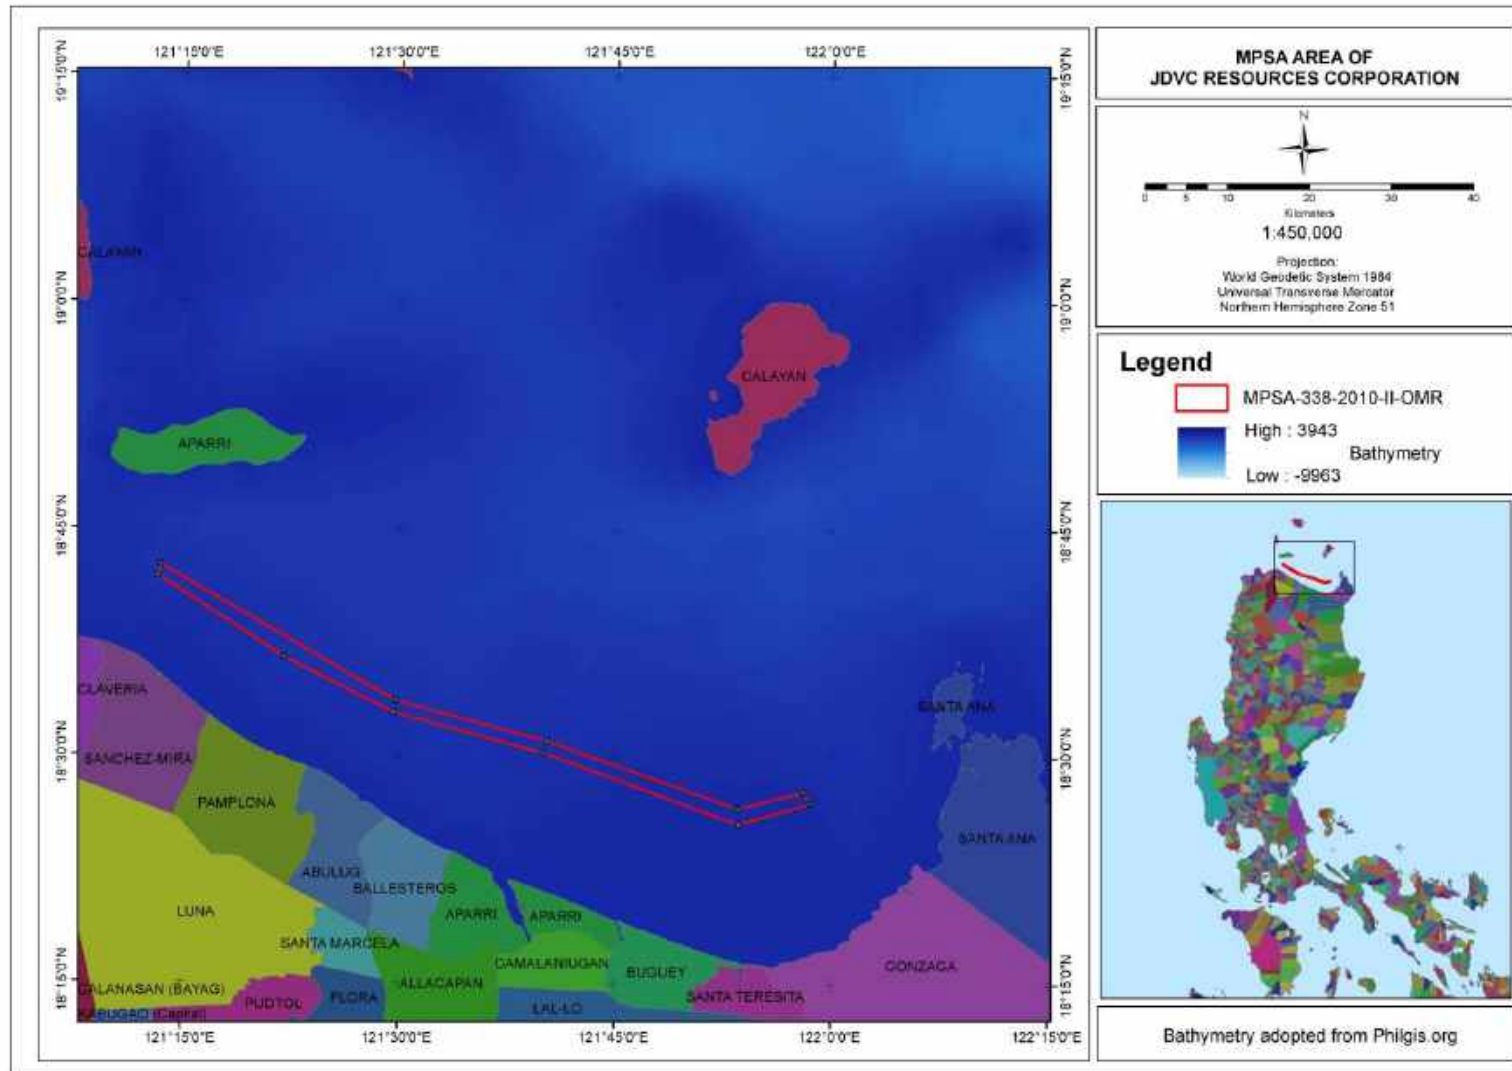 121°15'0"E 121°30'0"E 121°45'0"E 122°0'0"E
19°15'0"N
19°15'0"N
19°0'0"N
19°0'0"N
18°45'0"N
18°45'0"N
18°30'0"N
18°30'0"N
18°15'0"N
18°15'0"N
CALAYAN
CALAYAN
APARRI
CLAVERIA
SANTA ANA
SANCHEZ-MIRA
PAMPLONA
SANTA ANA
ABULUG
BALLESTEROS
LUNA
APARRI
APARRI
SANTA MARCELA
CAMALANIUGAN
GONZAGA
BUGUEY
ALLACAPAN
CALANASAN (BAYAG)
PUDTOL
FLORA
SANTA TERESITA
LAL-LO
KABUGAO (Capital)
121°15'0"E 121°30'0"E 121°45'0"E 122°0'0"E 122°15'0"E
MPSA AREA OF
JDVC RESOURCES CORPORATION
N
0 5 10 20 30 40
Kilometers
1:450,000
Projection:
World Geodetic System 1984
Universal Transverse Mercator
Northern Hemisphere Zone 51
Legend
MPSA-338-2010-II-OMR
High : 3943
Bathymetry
Low : -9963
Bathymetry adopted from Philgis.org